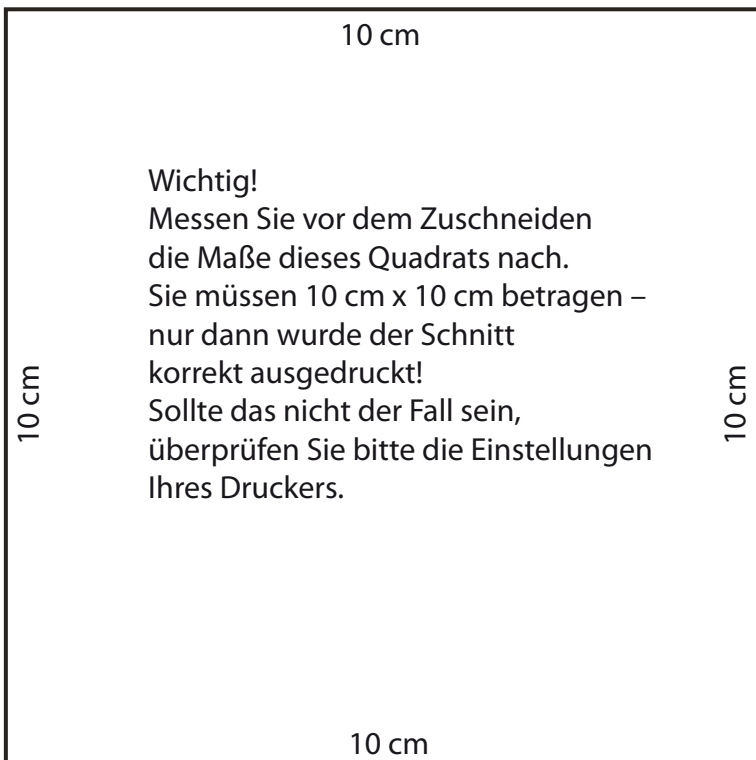 10 cm
Wichtig!
Messen Sie vor dem Zuschneiden
die Maße dieses Quadrats nach.
Sie müssen 10 cm x 10 cm betragen –
nur dann wurde der Schnitt
korrekt ausgedruckt!
Sollte das nicht der Fall sein,
überprüfen Sie bitte die Einstellungen
Ihres Druckers.
10 cm
10 cm
10 cm